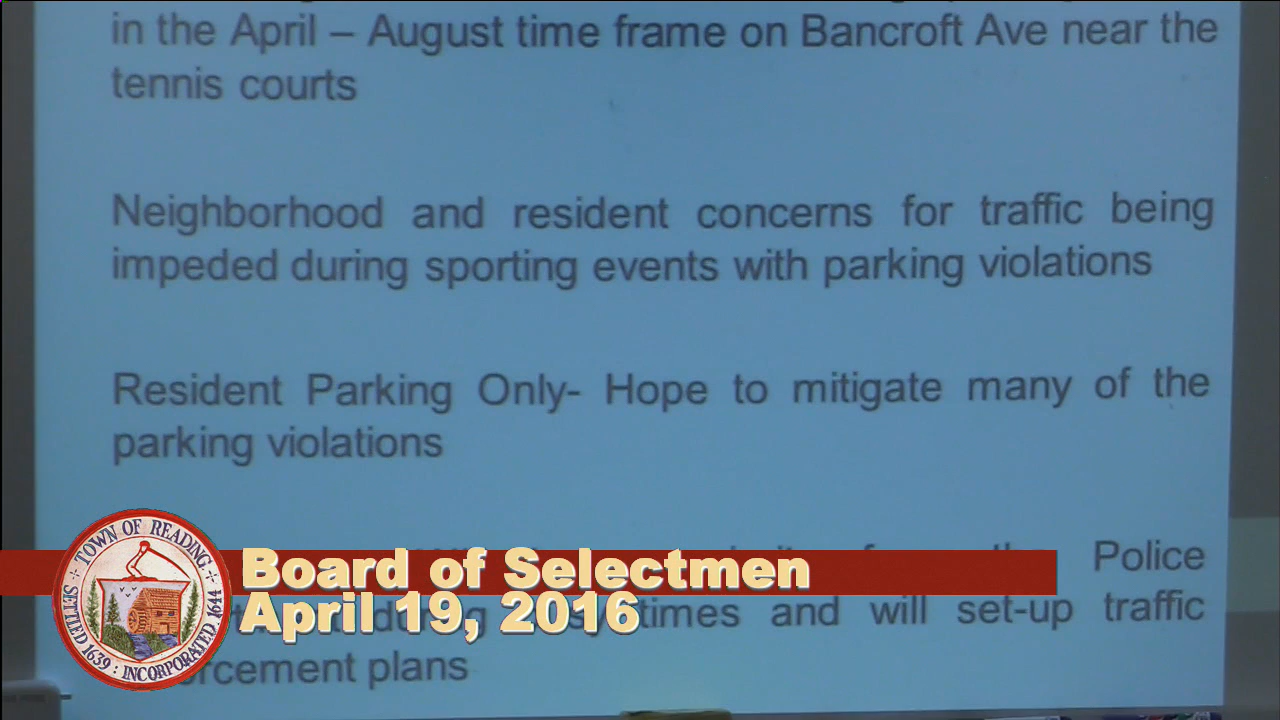 in the April – August time frame on Bancroft Ave near the
tennis courts
Neighborhood and resident concerns for traffic being
impeded during sporting events with parking violations
Resident Parking Only- Hope to mitigate many of the
parking violations
Police
times and will set-up traffic
plans
TOWN OF READING
SETTLED 1639 : INCORPORATED 1644
Board of Selectmen
April 19, 2016